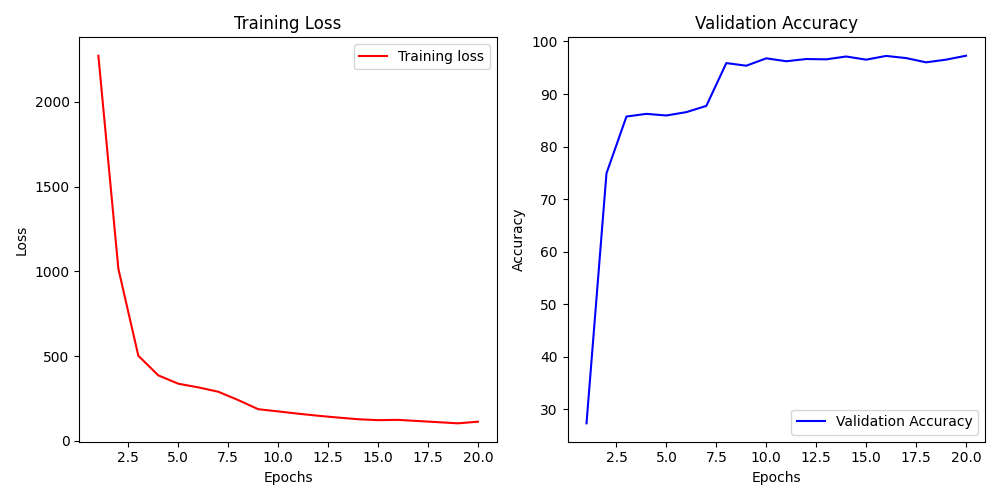 Training Loss
Training loss
2000
1500
1000
500
0
Loss
2.5 5.0 7.5 10.0 12.5 15.0 17.5 20.0
Epochs
Validation Accuracy
100
90
80
70
60
50
40
30
Accuracy
Validation Accuracy
2.5 5.0 7.5 10.0 12.5 15.0 17.5 20.0
Epochs